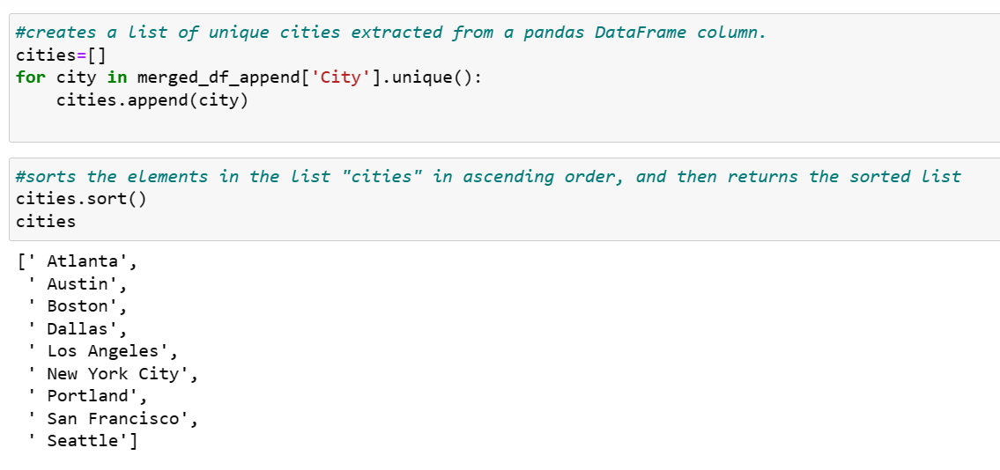 #creates a list of unique cities extracted from a pandas DataFrame column.
cities=[]
for city in merged_df_append['City'].unique():
    cities.append(city)
#sorts the elements in the list "cities" in ascending order, and then returns the sorted list
cities.sort()
cities
[' Atlanta',
 ' Austin',
 ' Boston',
 ' Dallas',
 ' Los Angeles',
 ' New York City',
 ' Portland',
 ' San Francisco',
 ' Seattle']